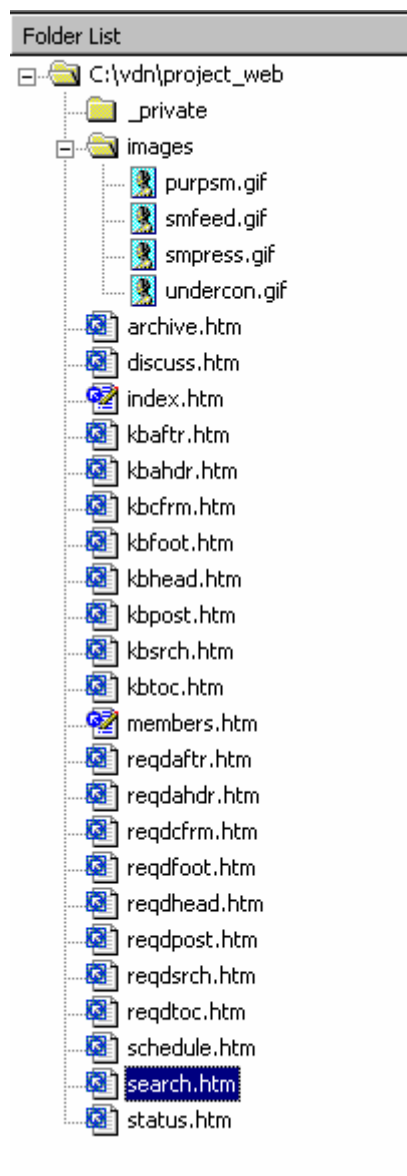 Folder List
C:\vdn\project_web
_private
images
purpsm.gif
smfeed.gif
smpress.gif
undercon.gif
archive.htm
discuss.htm
index.htm
kbaftr.htm
kbahdr.htm
kbcfrm.htm
kbfoot.htm
kbhead.htm
kbpost.htm
kbsrch.htm
kbtoc.htm
members.htm
reqdaftr.htm
reqdahdr.htm
reqdcfrm.htm
reqdfoot.htm
reqdhead.htm
reqdpost.htm
reqdsrch.htm
reqdtoc.htm
schedule.htm
search.htm
status.htm